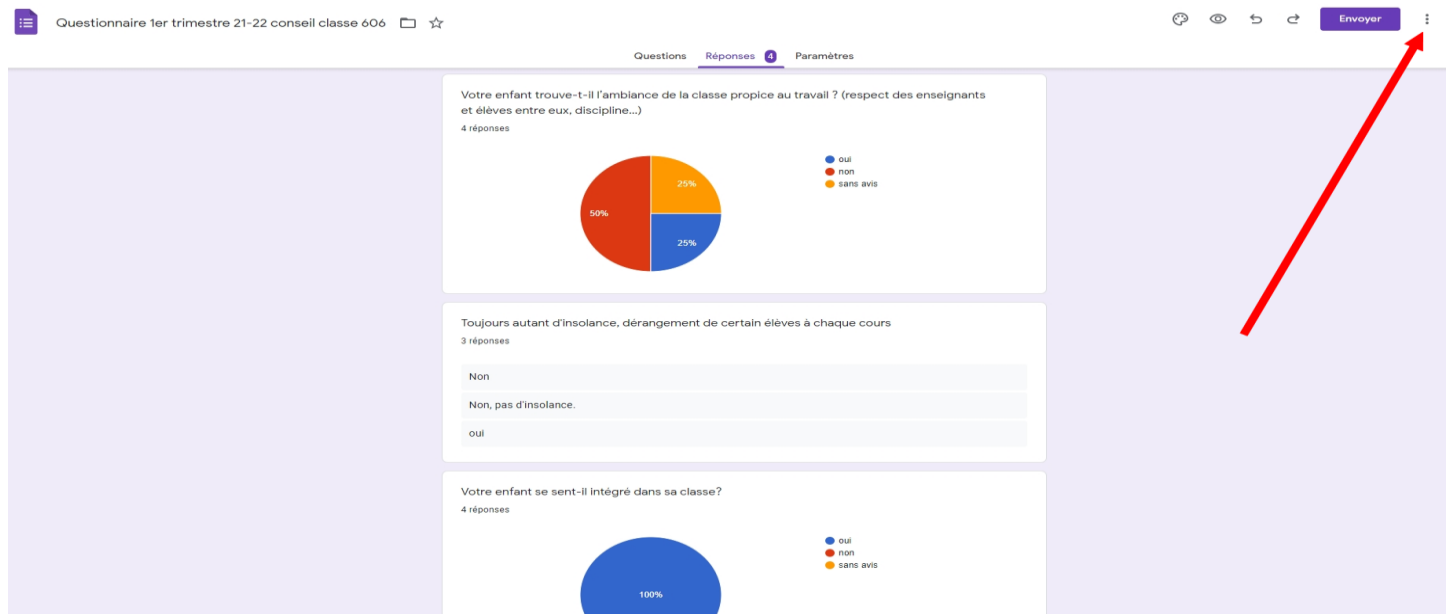 Questionnaire 1er trimestre 21-22 conseil classe 606
Envoyer
Questions Réponses 4 Paramètres
Votre enfant trouve-t-il l'ambiance de la classe propice au travail ? (respect des enseignants
et élèves entre eux, discipline...)
4 réponses
oui
non
sans avis
25%
50%
25%
Toujours autant d'insolance, dérangement de certain élèves à chaque cours
3 réponses
Non
Non, pas d'insolance.
oui
Votre enfant se sent-il intégré dans sa classe?
4 réponses
oui
non
sans avis
100%